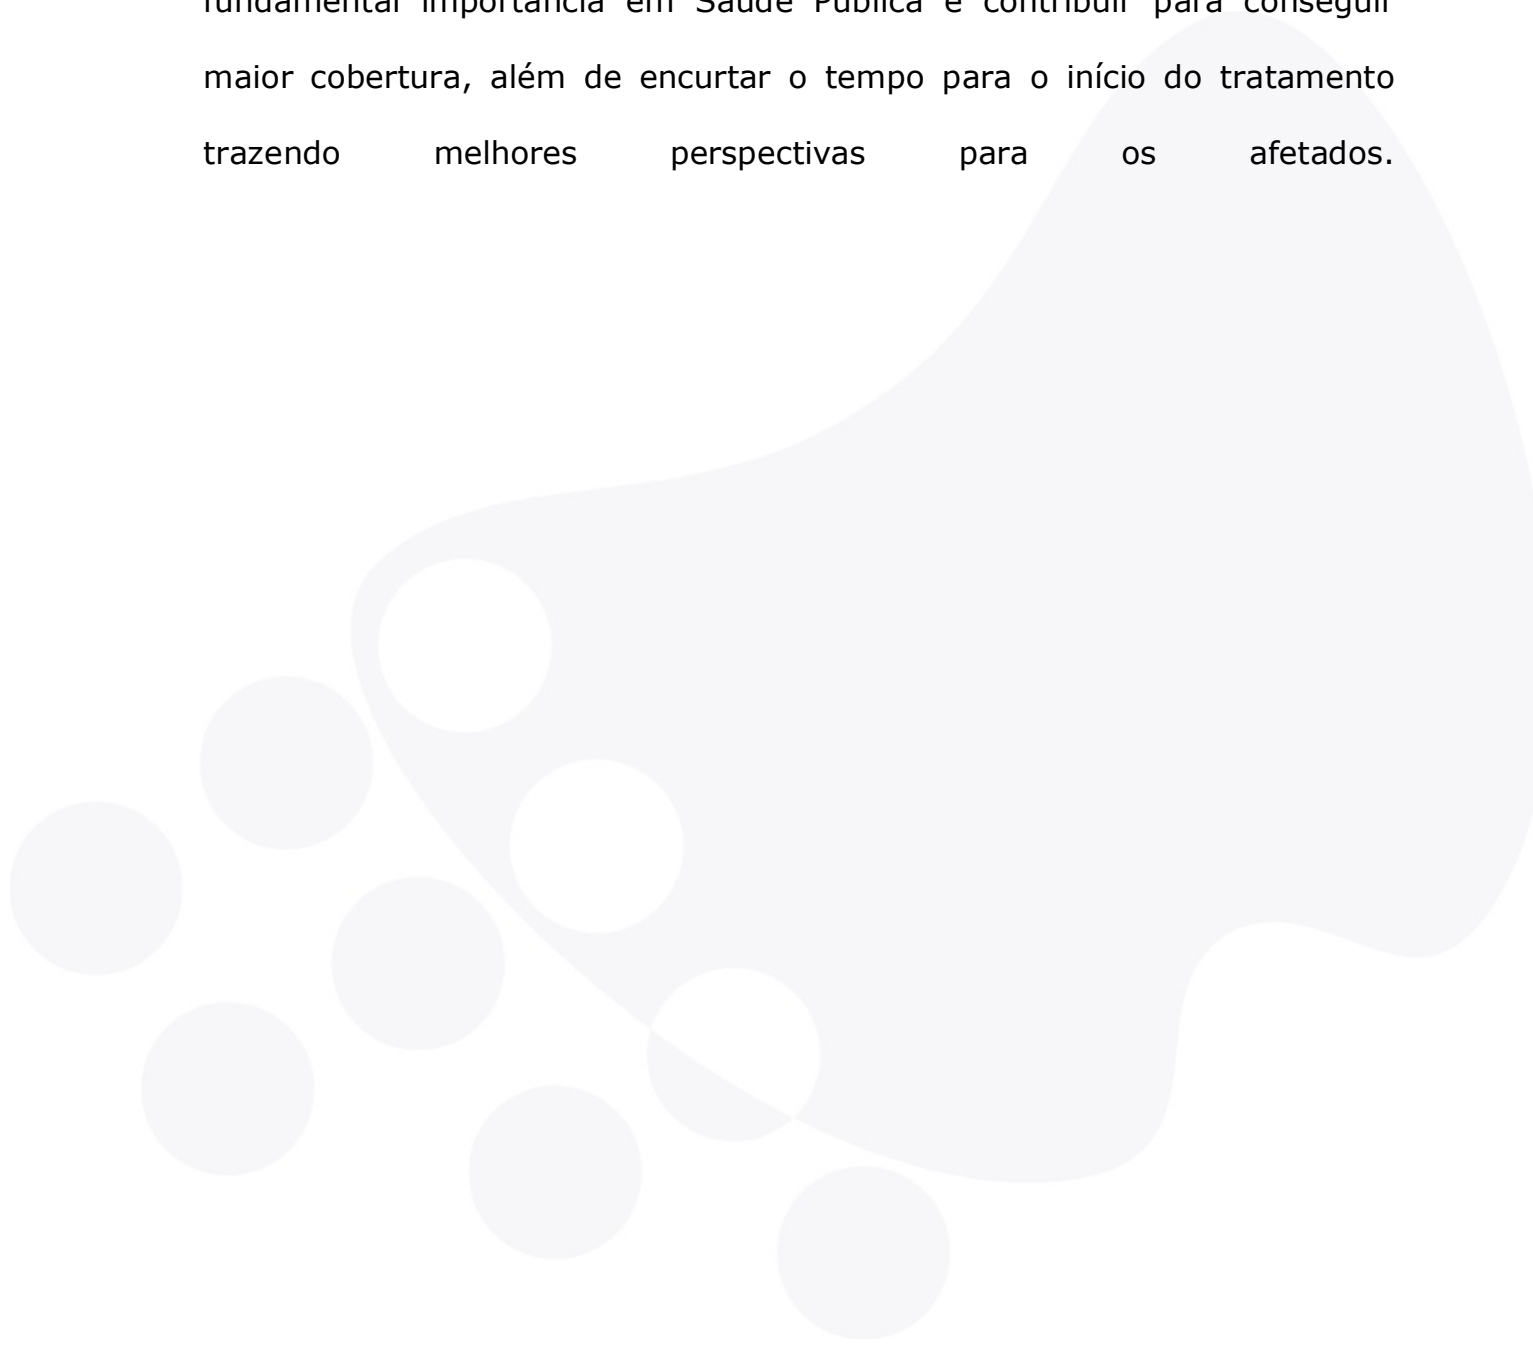 fundamental importância em Saúde Pública e contribuir para conseguir
maior cobertura, além de encurtar o tempo para o início do tratamento
trazendo melhores perspectivas para os afetados.